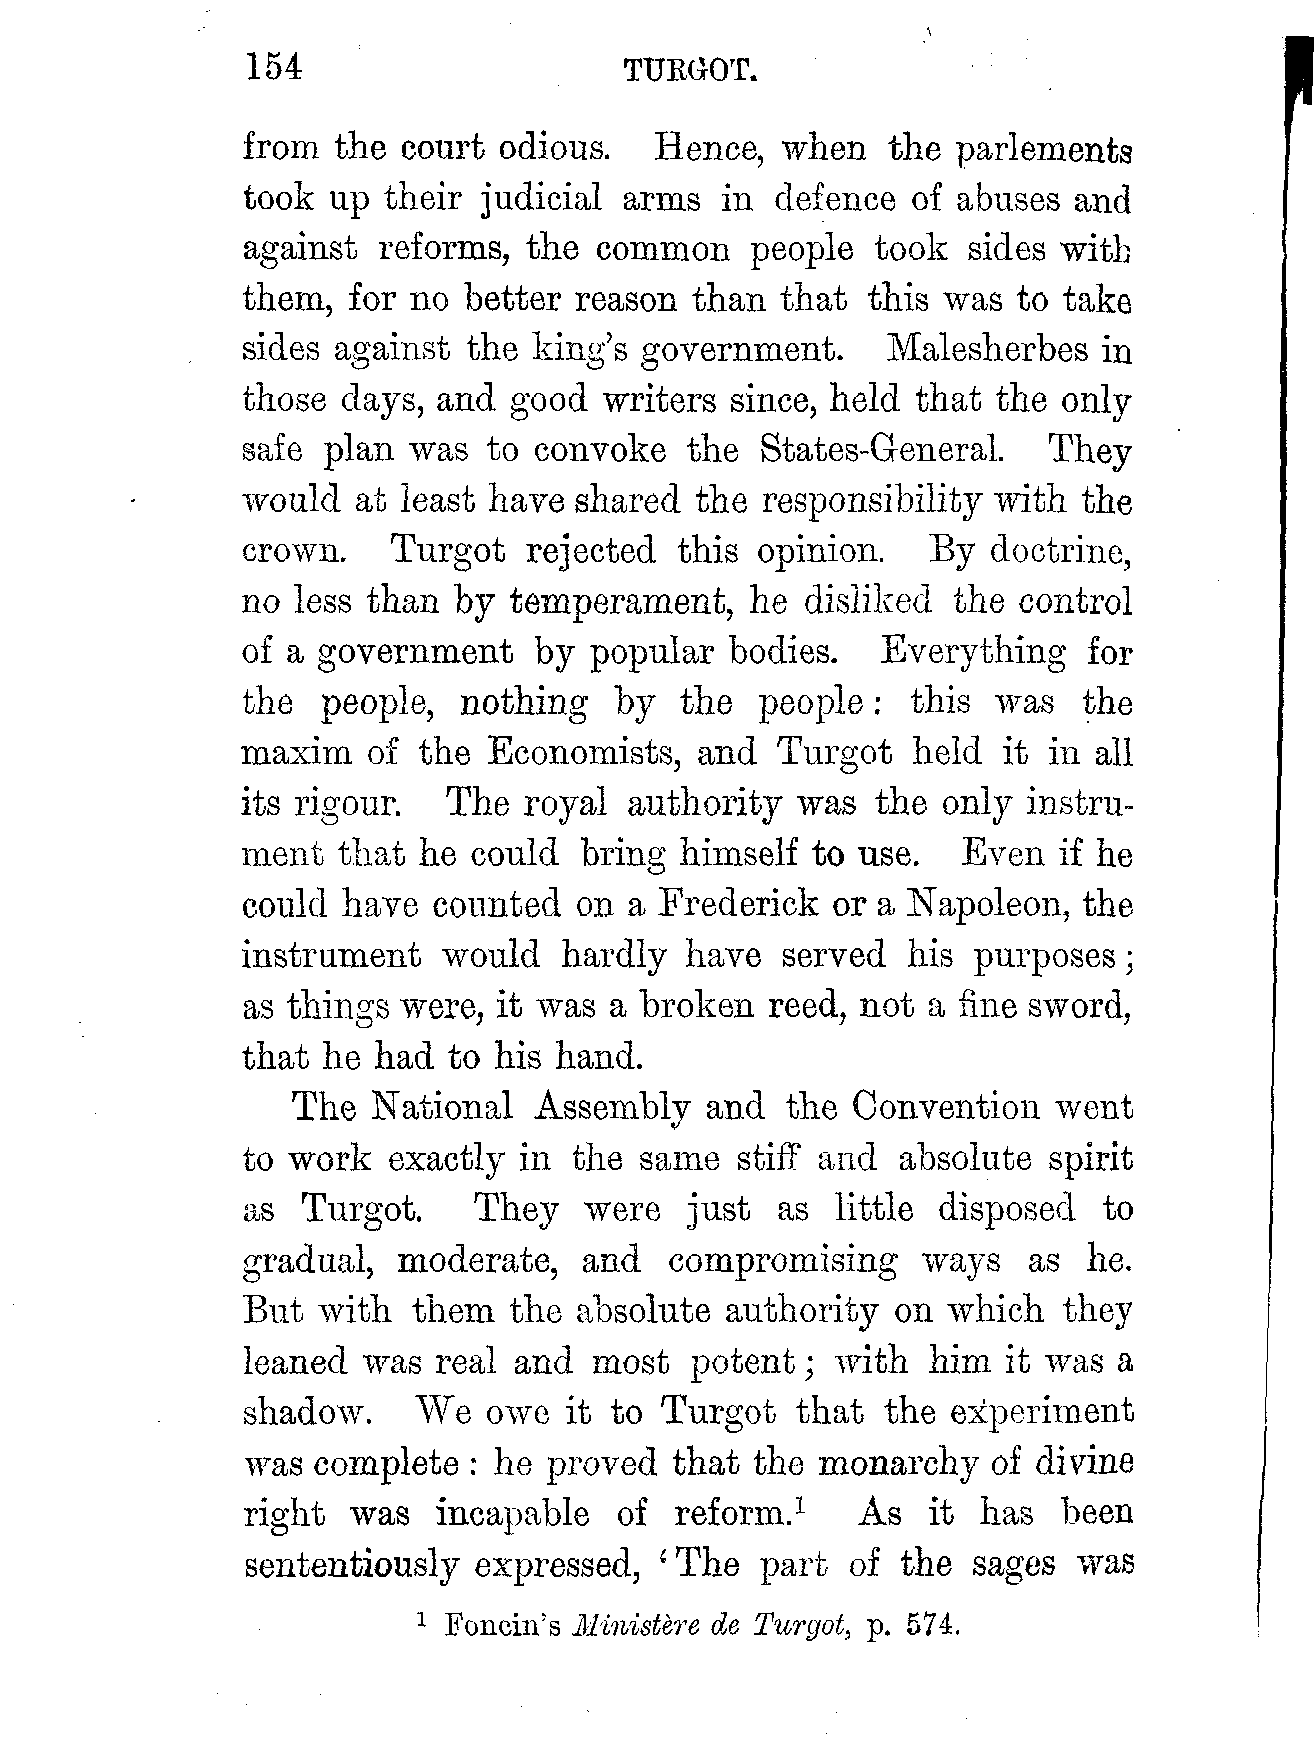 154 TURGOT.
from the court odious. Hence, when the parlements
took up their judicial arms in defence of abuses and
against reforms, the common people took sides with
them, for no better reason than that this was to take
sides against the king's government. Malesherbes in
those days, and good writers since, held that the only
safe plan was to convoke the States-General. They
would at least have shared the responsibility with the
crown. Turgot rejected this opinion. By doctrine,
no less than by temperament, he disliked the control
of a government by popular bodies. Everything for
the people, nothing by the people : this was the
maxim of the Economists, and Turgot held it in all
its rigour. The royal authority was the only instru-
ment that he could bring himself to use. Even if he
could have counted on a Frederick or a Napoleon, the
instrument would hardly have served his purposes ;
as things were, it was a broken reed, not a fine sword,
that he had to his hand.
The National Assembly and the Convention went
to work exactly in the same stiff and absolute spirit
as Turgot. They were just as little disposed to
gradual, moderate, and compromising ways as he.
But with them the absolute authority on which they
leaned was real and most potent ; with him it was a
shadow. We owe it to Turgot that the experiment
was complete : he proved that the monarchy of divine
right was incapable of reform.¹ As it has been
sententiously expressed, ‘The part of the sages was
¹ Foncin's Ministère de Turgot, p. 574.